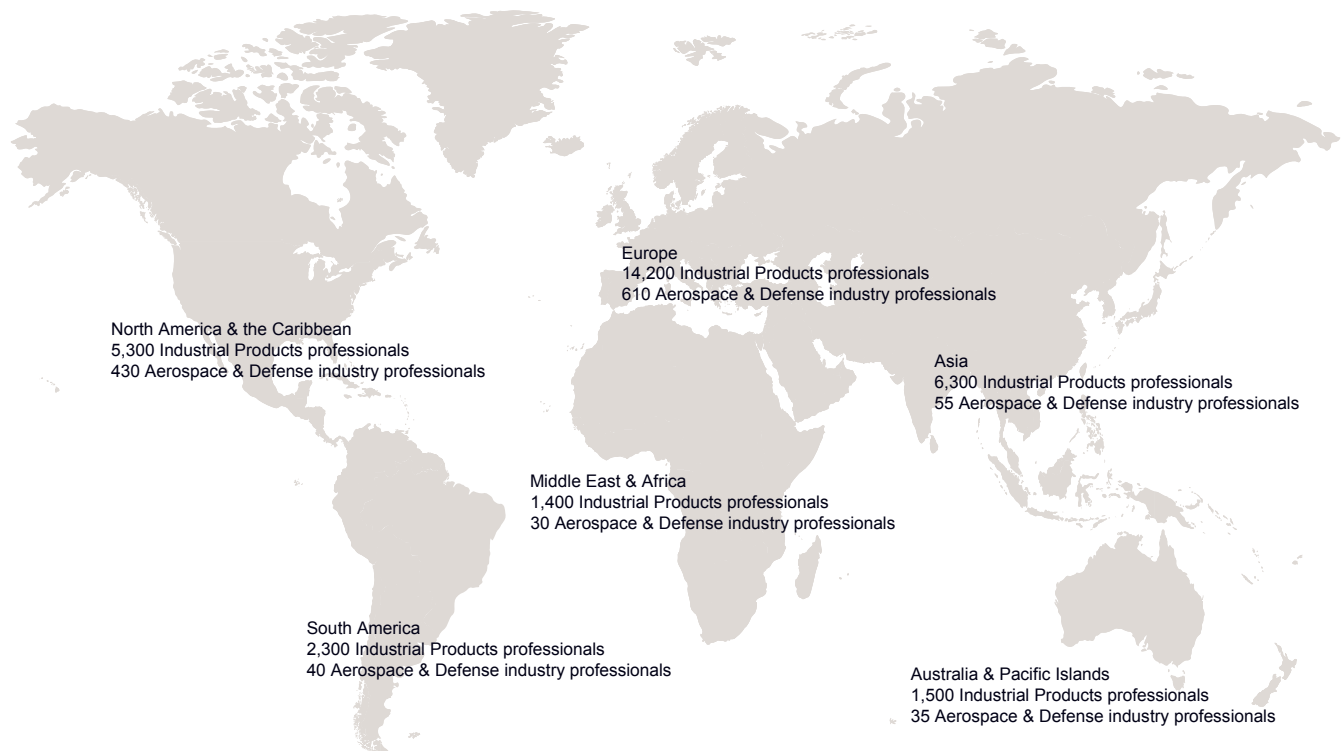 Europe
14,200 Industrial Products professionals
610 Aerospace & Defense industry professionals
North America & the Caribbean
5,300 Industrial Products professionals
430 Aerospace & Defense industry professionals
Asia
6,300 Industrial Products professionals
55 Aerospace & Defense industry professionals
Middle East & Africa
1,400 Industrial Products professionals
30 Aerospace & Defense industry professionals
South America
2,300 Industrial Products professionals
40 Aerospace & Defense industry professionals
Australia & Pacific Islands
1,500 Industrial Products professionals
35 Aerospace & Defense industry professionals